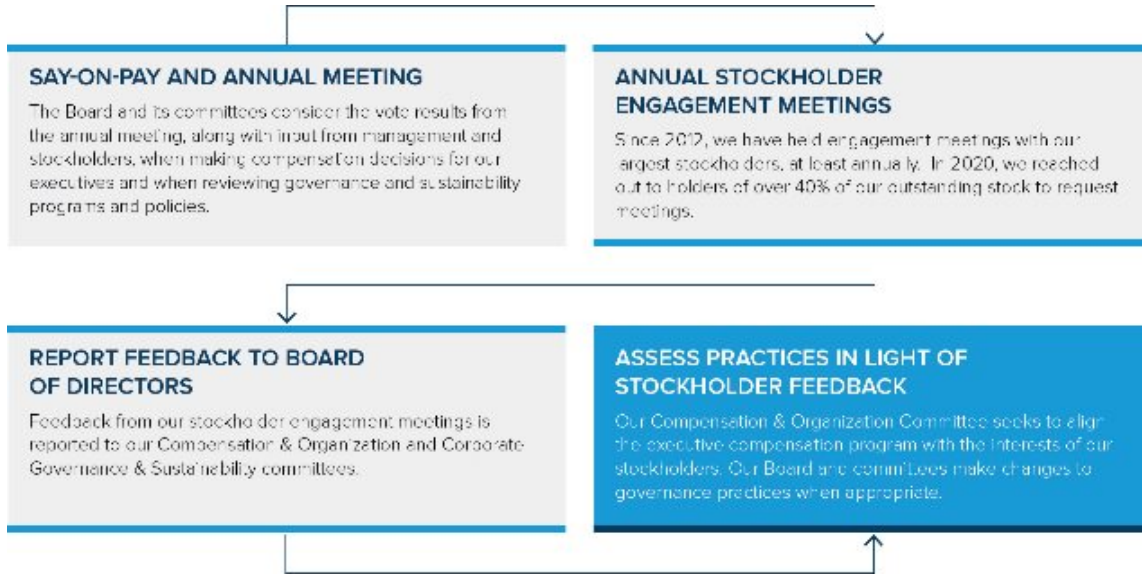 SAY-ON-PAY AND ANNUAL MEETING
The Board and its committees consider the vote results from
the annual meeting, along with input from management and
stockholders, when making compensation decisions for our
executives and when reviewing governance and sustainability
programs and policies.
ANNUAL STOCKHOLDER
ENGAGEMENT MEETINGS
Since 2012, we have held engagement meetings with our
largest stockholders, at least annually. In 2020, we reached
out to holders of over 40% of our outstanding stock to request
meetings.
REPORT FEEDBACK TO BOARD
OF DIRECTORS
Feedback from our stockholder engagement meetings is
reported to our Compensation & Organization and Corporate
Governance & Sustainability committees.
ASSESS PRACTICES IN LIGHT OF
STOCKHOLDER FEEDBACK
Our Compensation & Organization Committee seeks to align
the executive compensation program with the interests of our
stockholders. Our Board and committees make changes to
governance practices when appropriate.